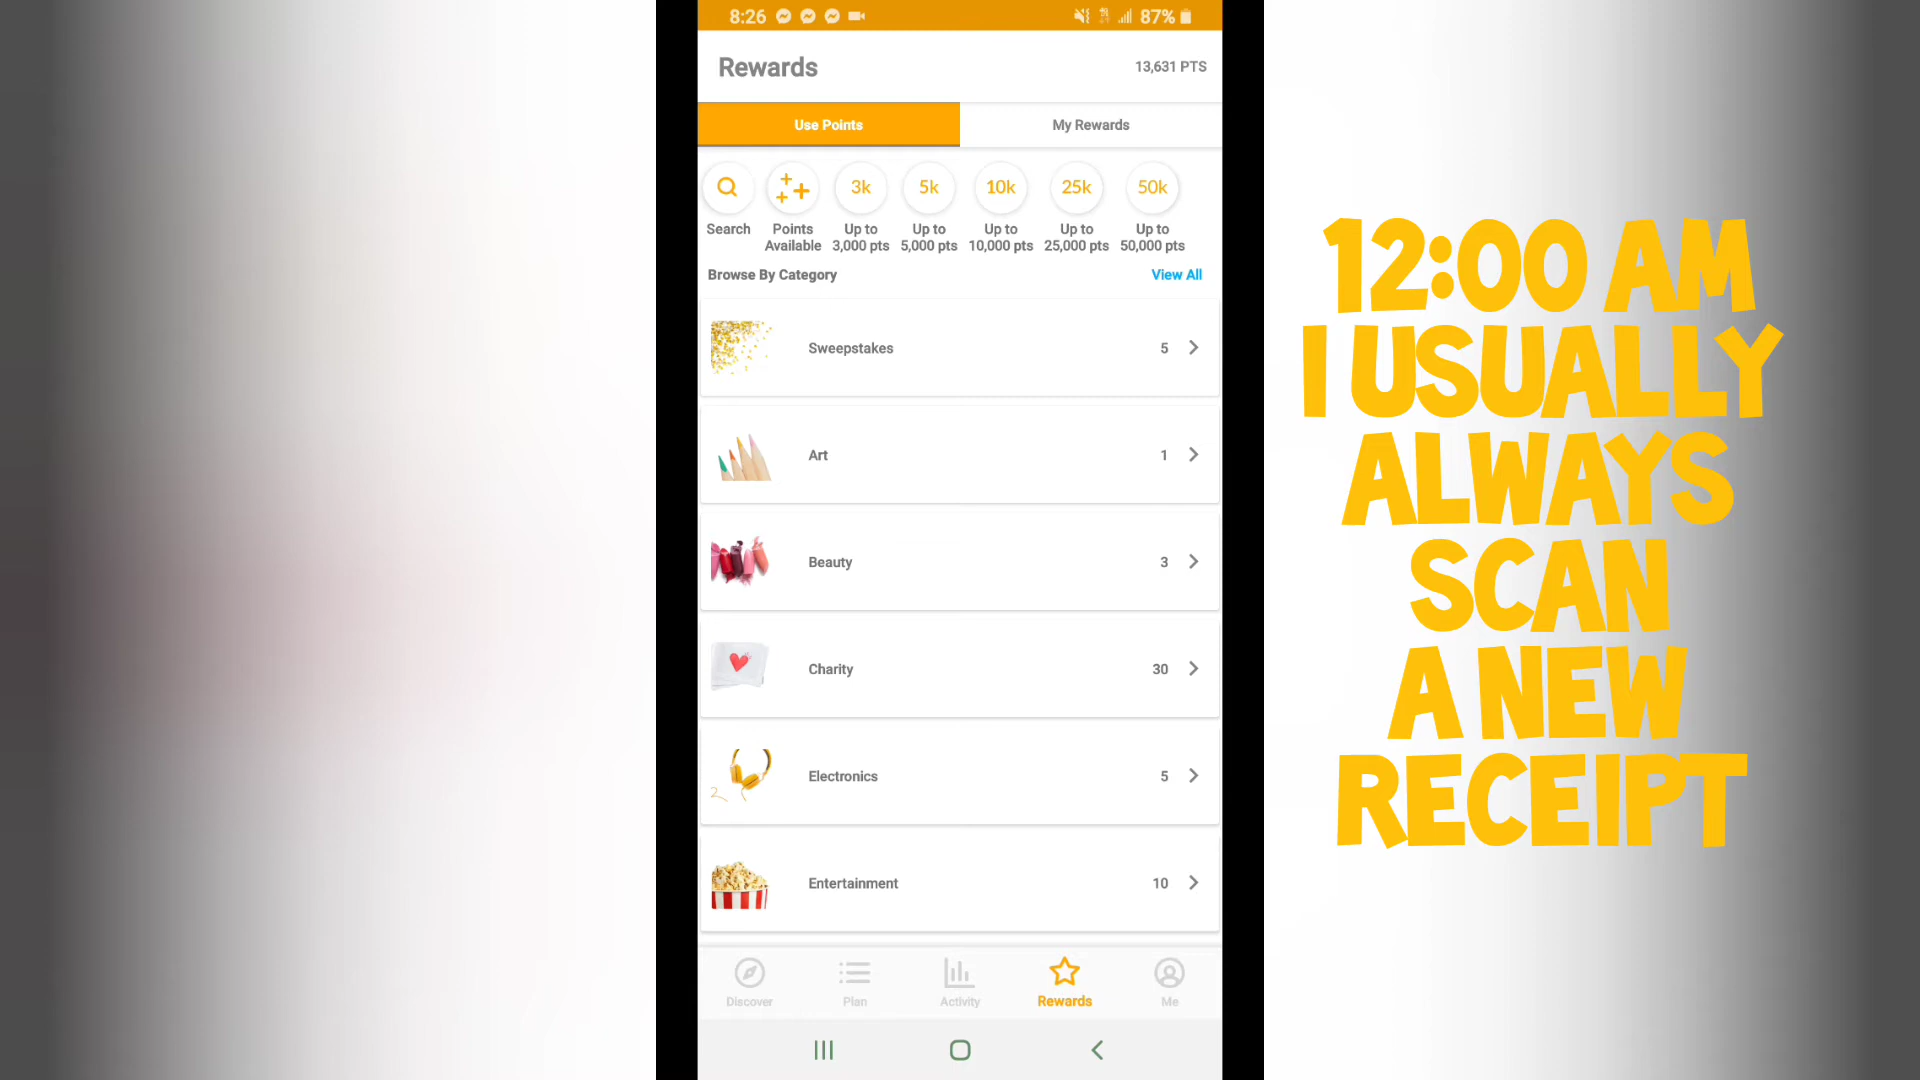 8:26
87%
Rewards
13,631 PTS
Use Points
My Rewards
3k
5k
10k
25k
50k
Search
Points
Available
Up to
3,000 pts
Up to
5,000 pts
Up to
10,000 pts
Up to
25,000 pts
Up to
50,000 pts
Browse By Category
View All
Sweepstakes
5
Art
1
Beauty
3
Charity
30
Electronics
5
Entertainment
10
Discover
Plan
Activity
Rewards
Me
12:00 AM
I USUALLY
ALWAYS
SCAN
A NEW
RECEIPT